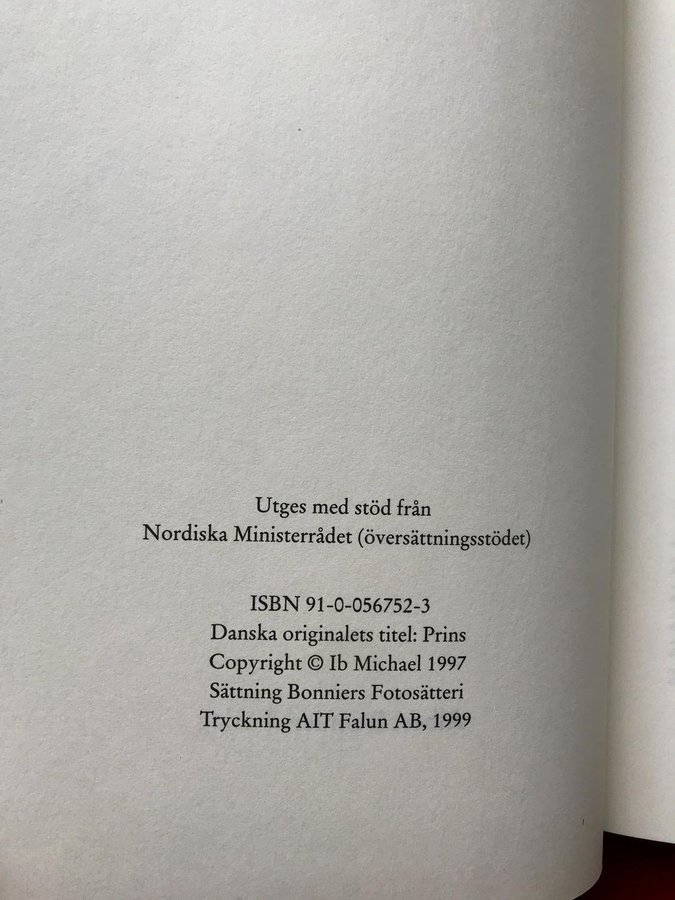 Utges med stöd från
Nordiska Ministerrådet (översättningsstödet)
ISBN 91-0-056752-3
Danska originalets titel: Prins
Copyright © Ib Michael 1997
Sättning Bonniers Fotosätteri
Tryckning AIT Falun AB, 1999